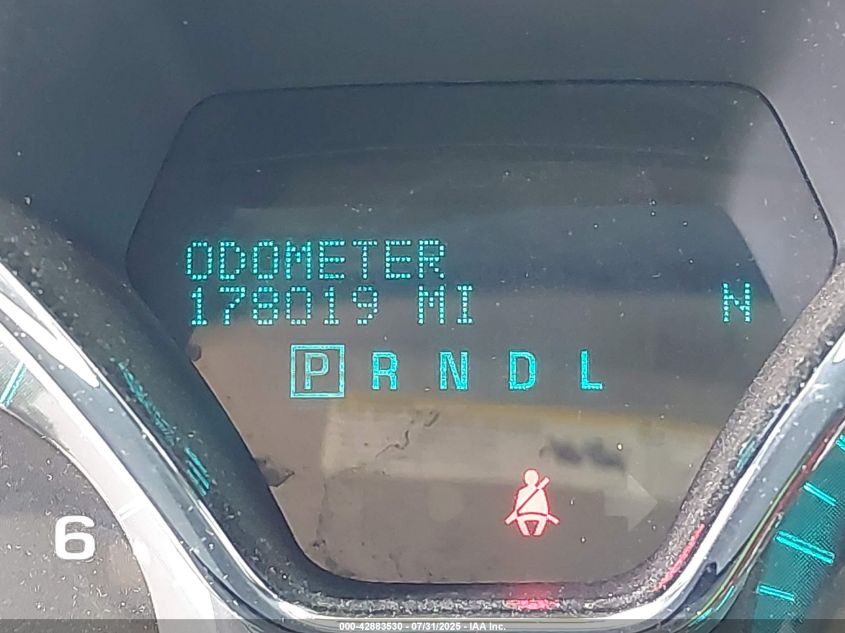 ODOMETER
178019 MI N
P R N D L
6
000-42883530 - 07/31/2025 - IAA Inc.